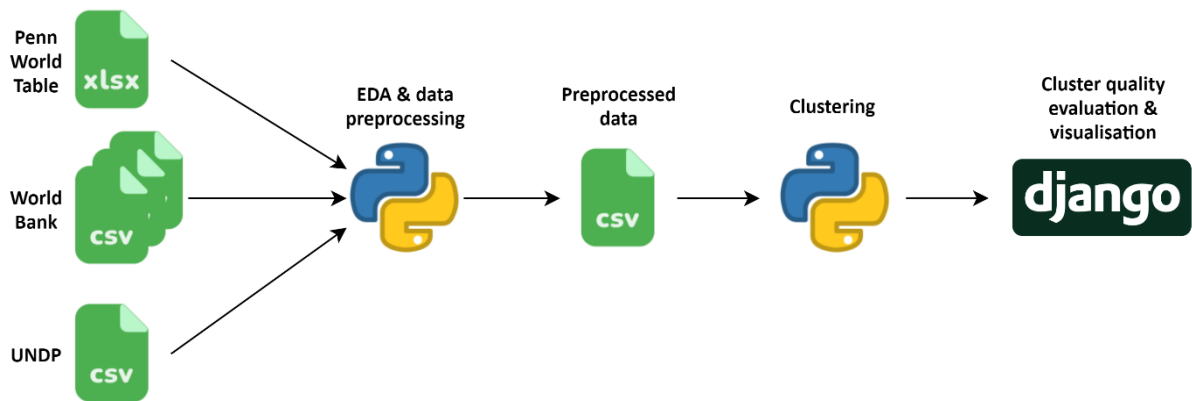 Penn
World
Table
xlsx
World
Bank
csv
UNDP
csv
EDA & data
preprocessing
Preprocessed
data
csv
Clustering
Cluster quality
evaluation &
visualisation
django